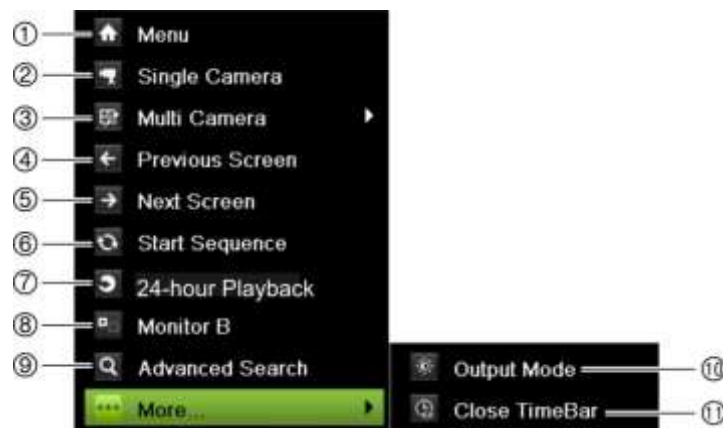 ① Menu
② Single Camera
③ Multi Camera
④ Previous Screen
⑤ Next Screen
⑥ Start Sequence
⑦ 24-hour Playback
⑧ Monitor B
⑨ Advanced Search
Output Mode ⑩
More...
Close TimeBar ⑪